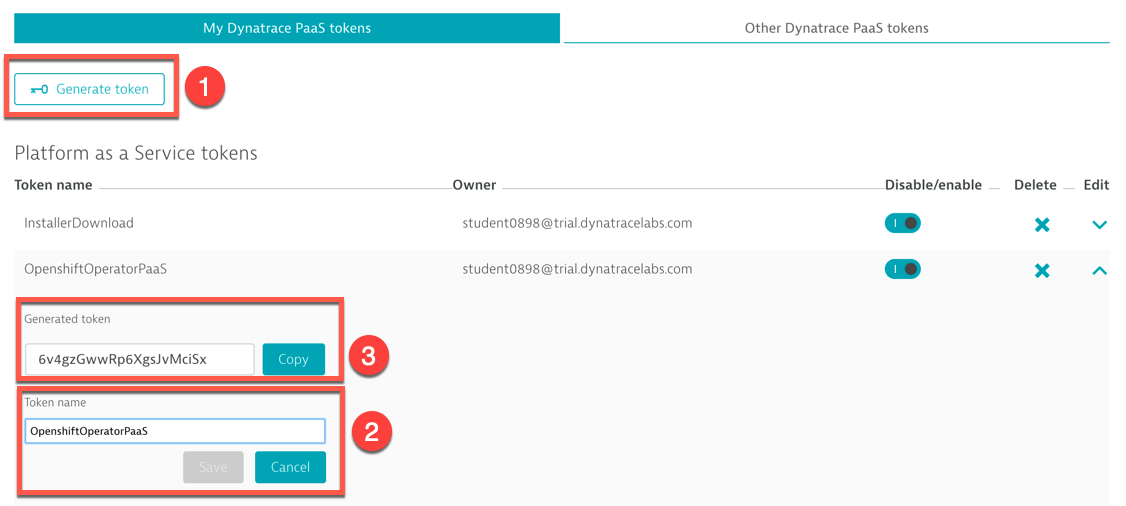 My Dynatrace PaaS tokens Other Dynatrace PaaS tokens
Generate token 1
Platform as a Service tokens
Token name Owner Disable/enable Delete Edit
InstallerDownload student0898@trial.dynatracelabs.com
OpenshiftOperatorPaaS student0898@trial.dynatracelabs.com
Generated token
6v4gzGwwRp6XgsJvMciSx Copy 3
Token name
OpenshiftOperatorPaaS 2
Save Cancel